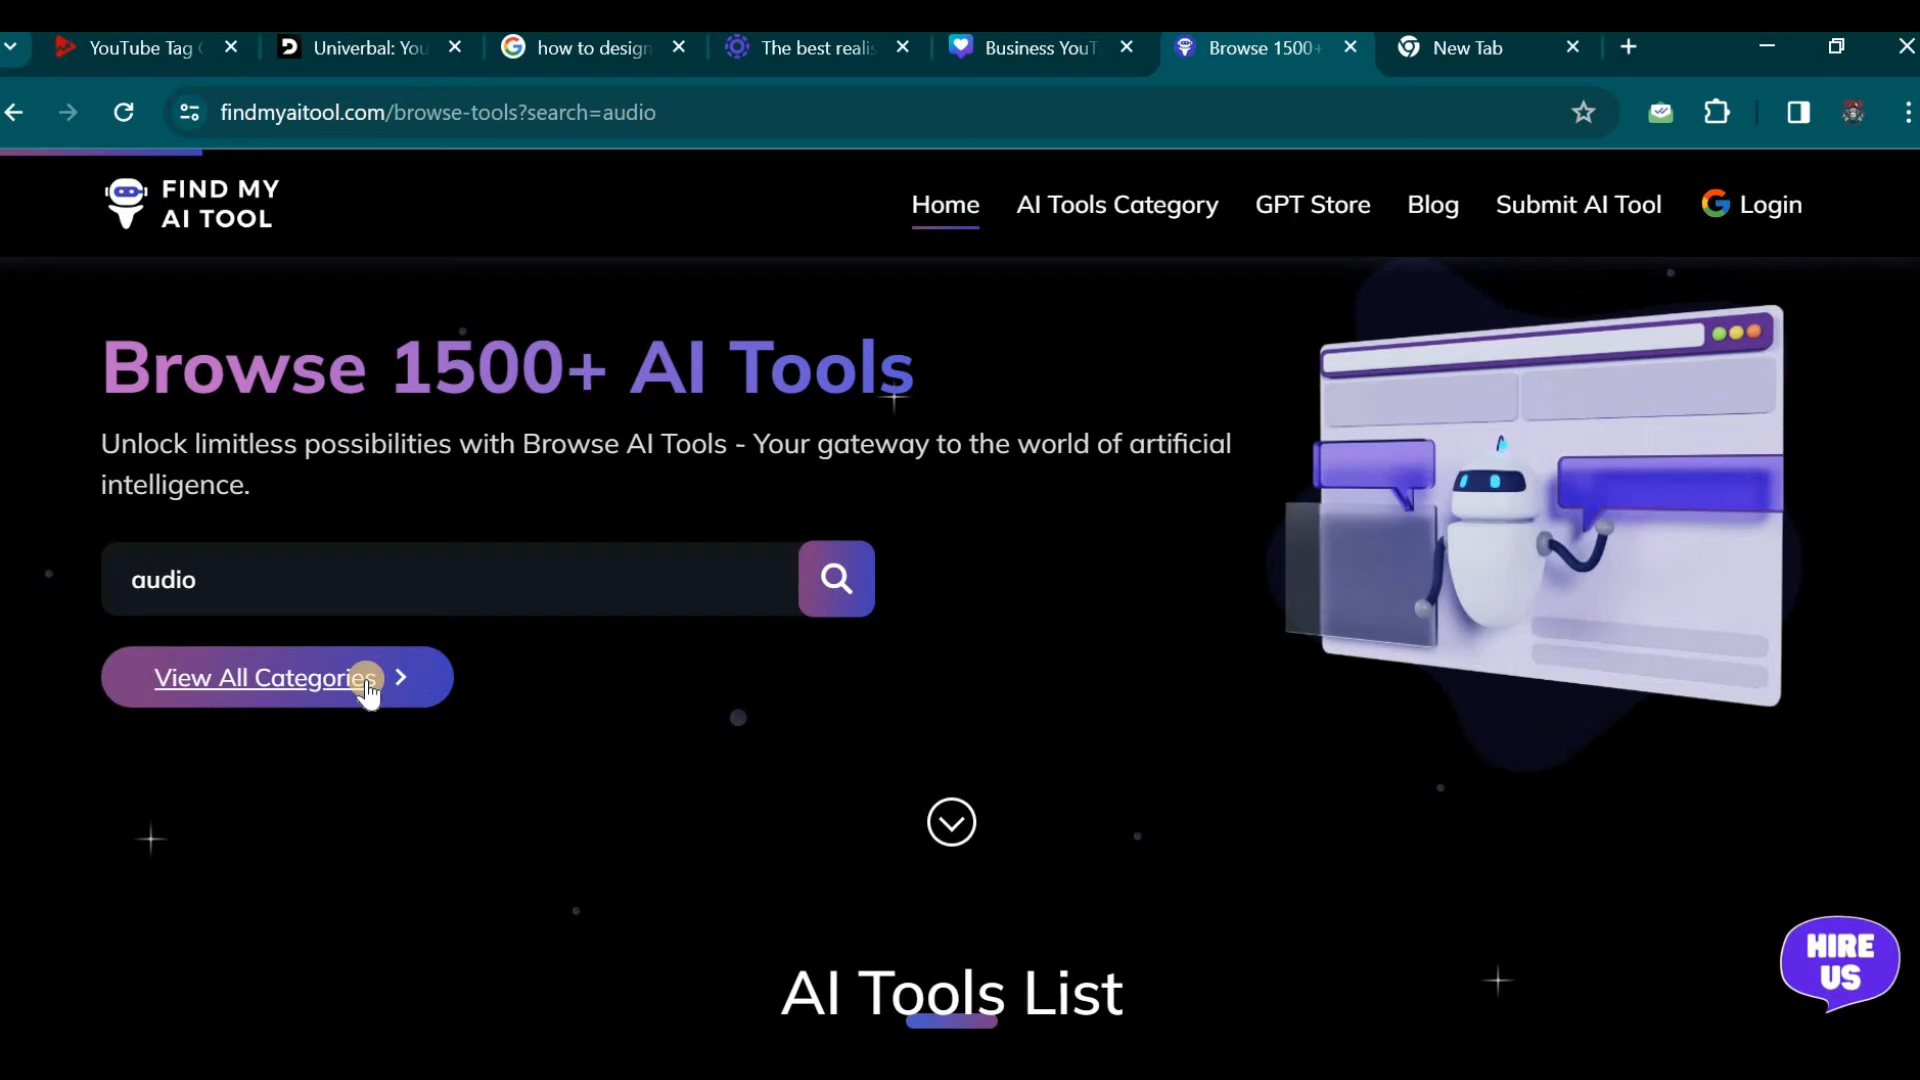 YouTube Tag
Univerbal: You
how to design
The best realis
Business YouT
Browse 1500+
New Tab
findmyaitool.com/browse-tools?search=audio
FIND MY
AI TOOL
Home
AI Tools Category
GPT Store
Blog
Submit AI Tool
Login
Browse 1500+ AI Tools
Unlock limitless possibilities with Browse AI Tools - Your gateway to the world of artificial
intelligence.
audio
View All Categories
AI Tools List
HIRE
US